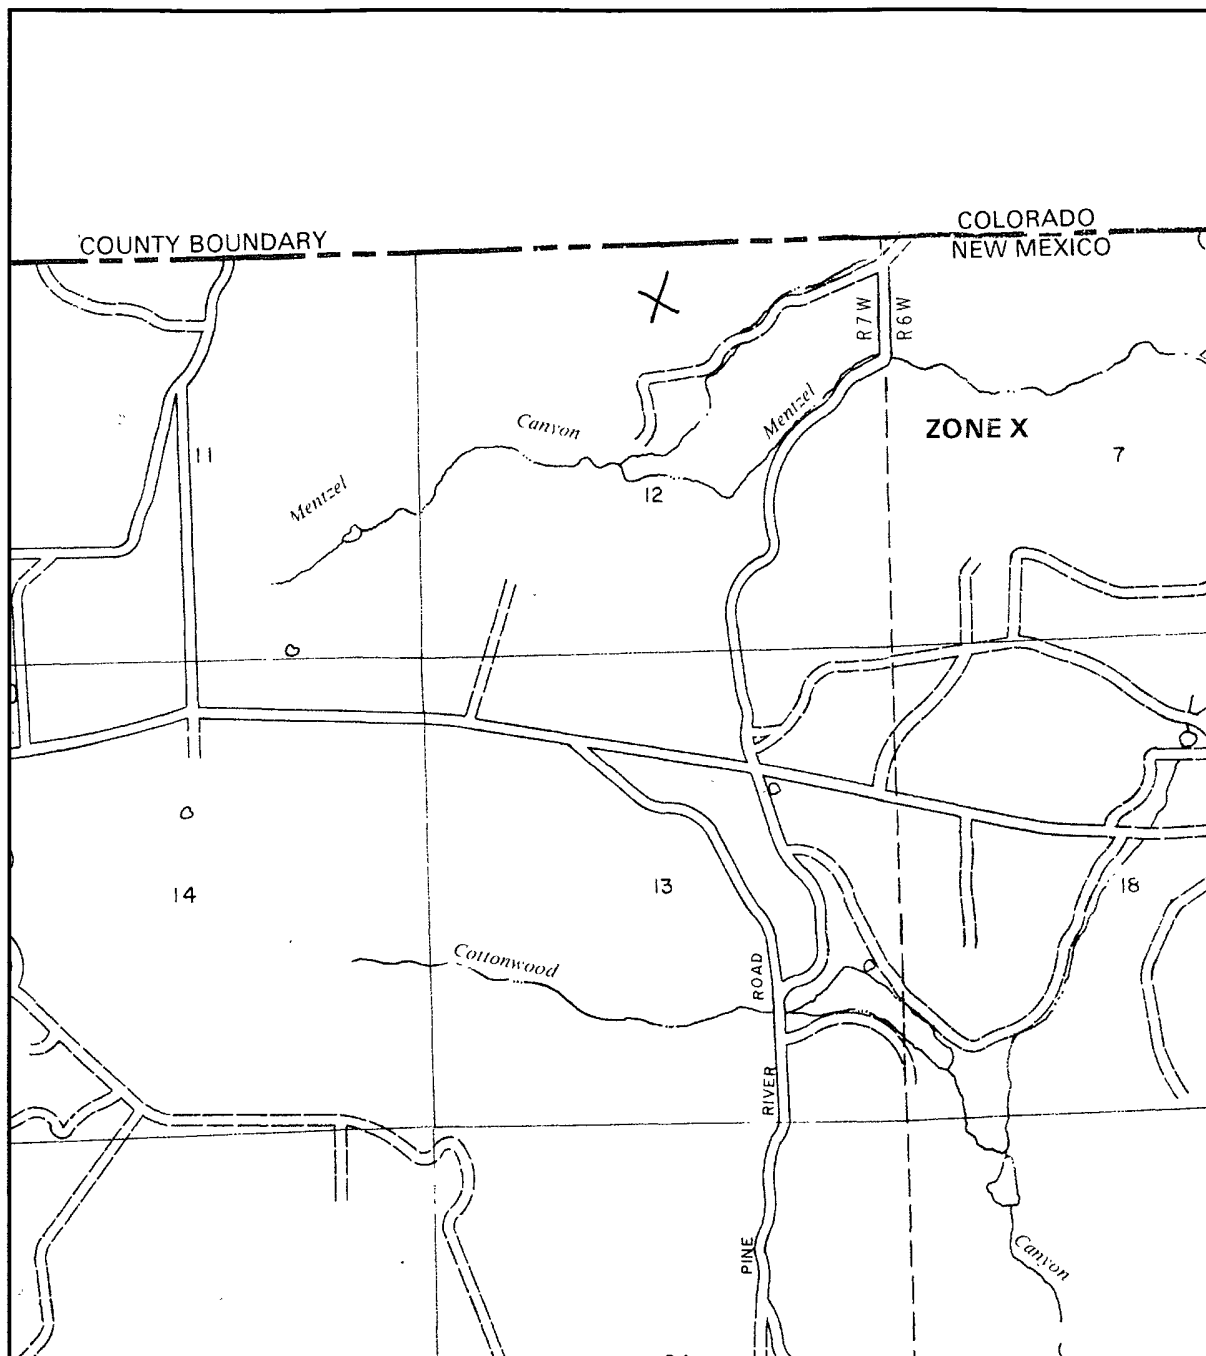 COLORADO
COUNTY BOUNDARY
NEW MEXICO
X
R7W
R6W
Mentzel
Canyon
ZONE X
11
7
Mentzel
12
14
13
18
Cottonwood
ROAD
RIVER
PINE
Canyon